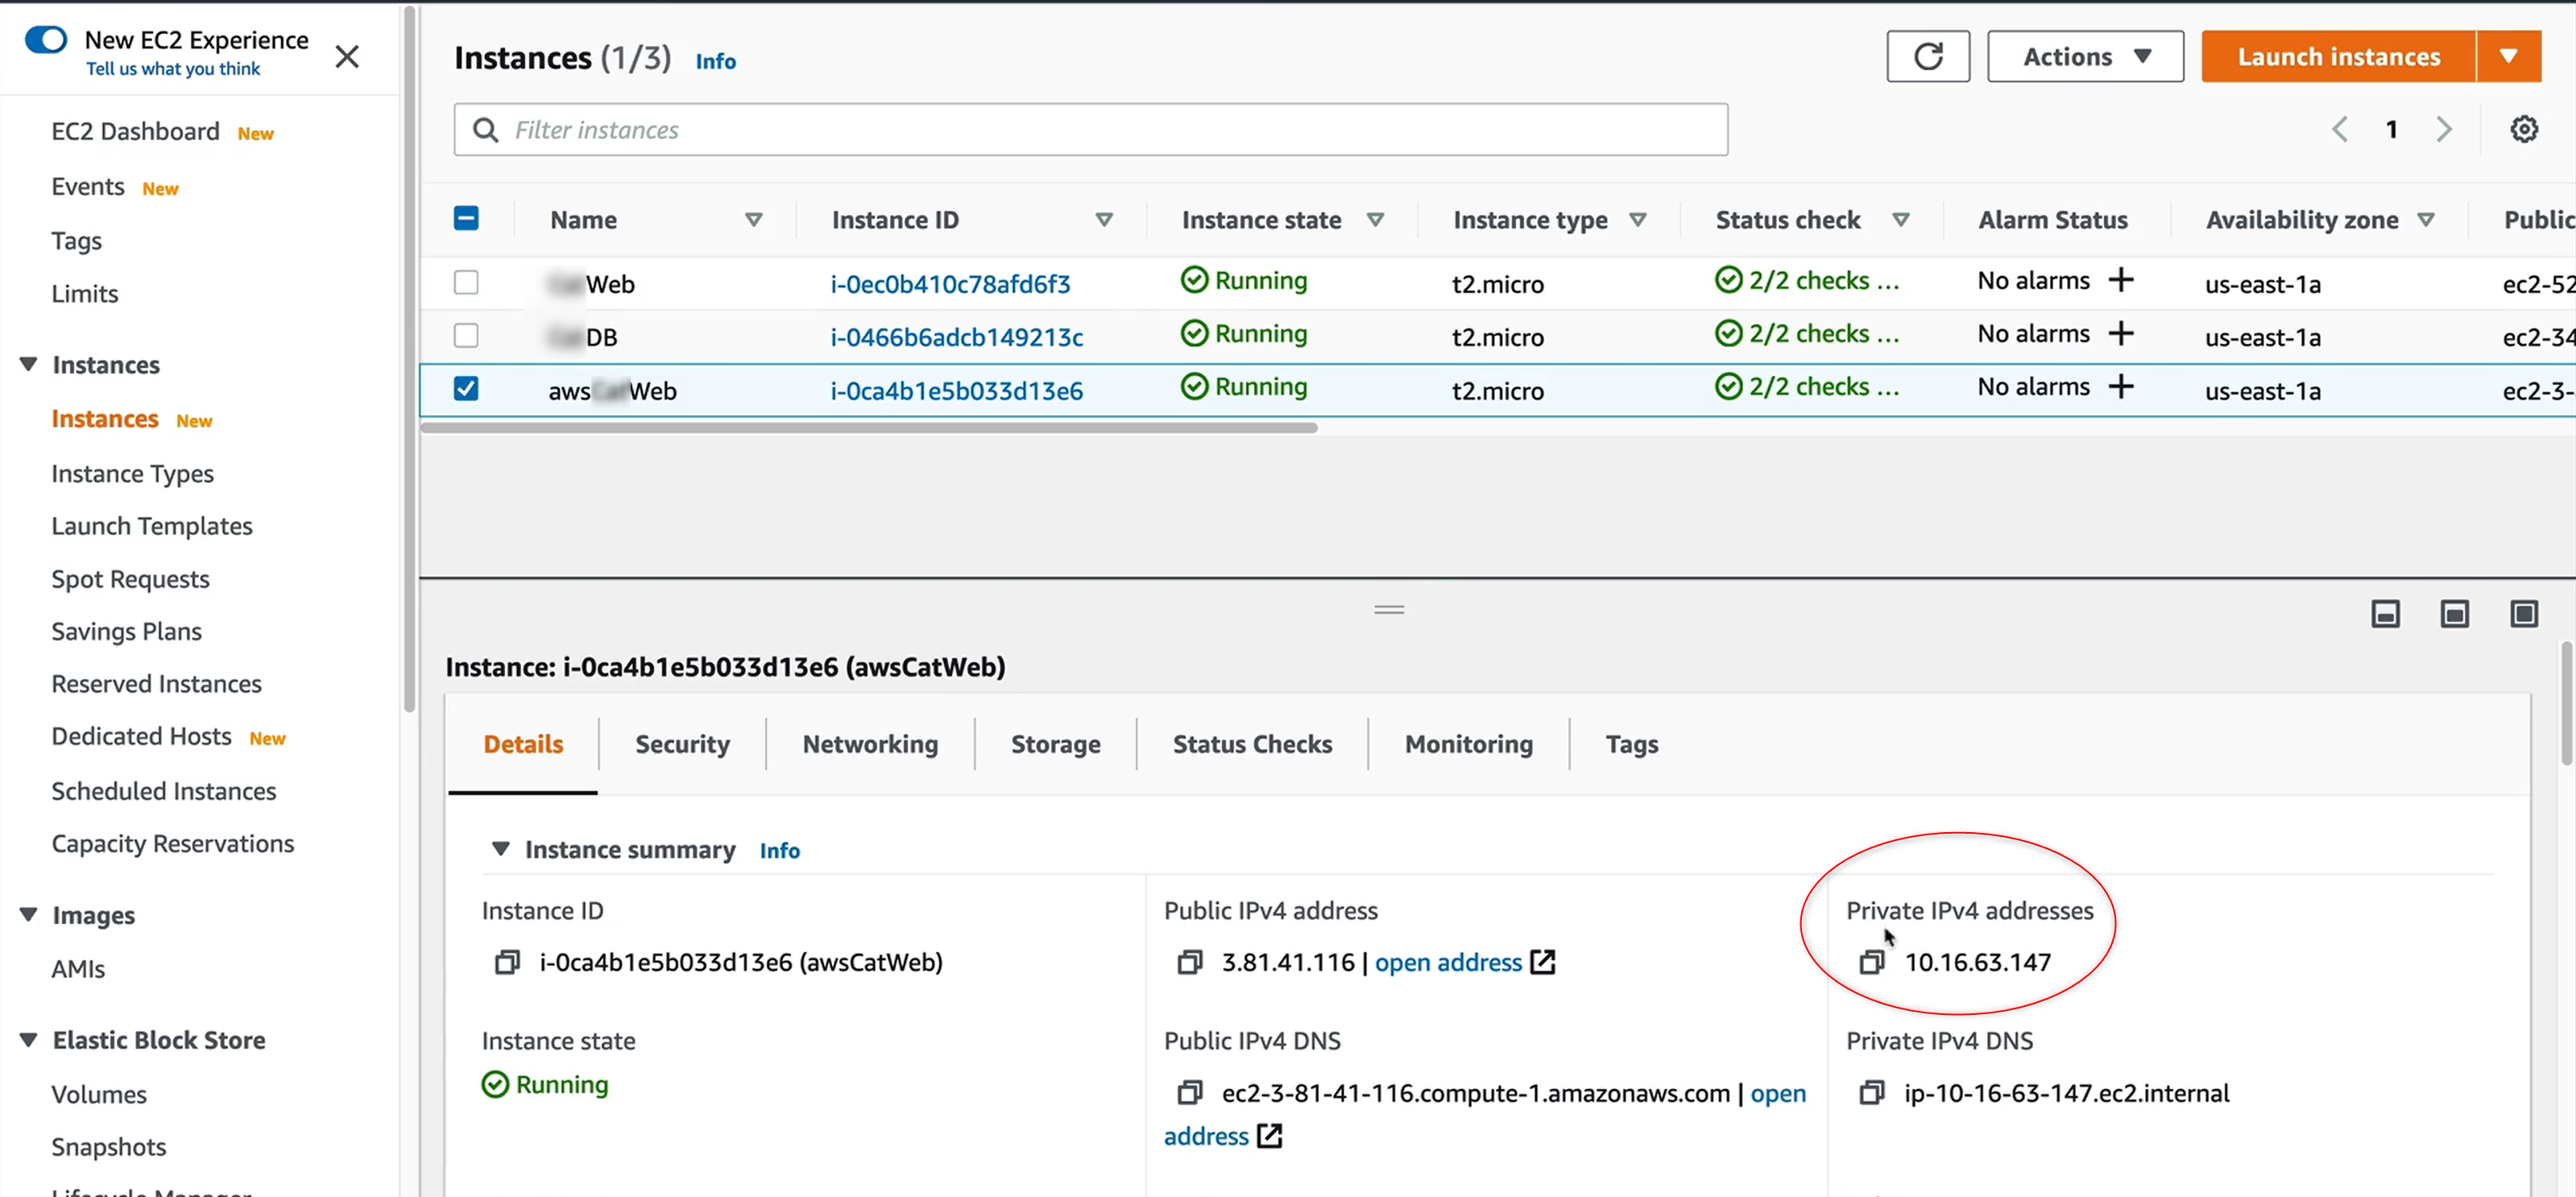 New EC2 Experience
Tell us what you think
EC2 Dashboard New
Events New
Tags
Limits
Instances
Instances New
Instance Types
Launch Templates
Spot Requests
Savings Plans
Reserved Instances
Dedicated Hosts New
Scheduled Instances
Capacity Reservations
Images
AMIs
Elastic Block Store
Volumes
Snapshots
Lifecycle Manager
Instances (1/3) Info
Actions
Launch instances
Filter instances
1
Name Instance ID Instance state Instance type Status check Alarm Status Availability zone Public
Web i-0ec0b410c78afd6f3 Running t2.micro 2/2 checks ... No alarms + us-east-1a ec2-52
DB i-0466b6adcb149213c Running t2.micro 2/2 checks ... No alarms + us-east-1a ec2-34
aws Web i-0ca4b1e5b033d13e6 Running t2.micro 2/2 checks ... No alarms + us-east-1a ec2-3-
Instance: i-0ca4b1e5b033d13e6 (awsCatWeb)
Details Security Networking Storage Status Checks Monitoring Tags
Instance summary Info
Instance ID
i-0ca4b1e5b033d13e6 (awsCatWeb)
Public IPv4 address
3.81.41.116 | open address
Private IPv4 addresses
10.16.63.147
Instance state
Running
Public IPv4 DNS
ec2-3-81-41-116.compute-1.amazonaws.com | open
address
Private IPv4 DNS
ip-10-16-63-147.ec2.internal